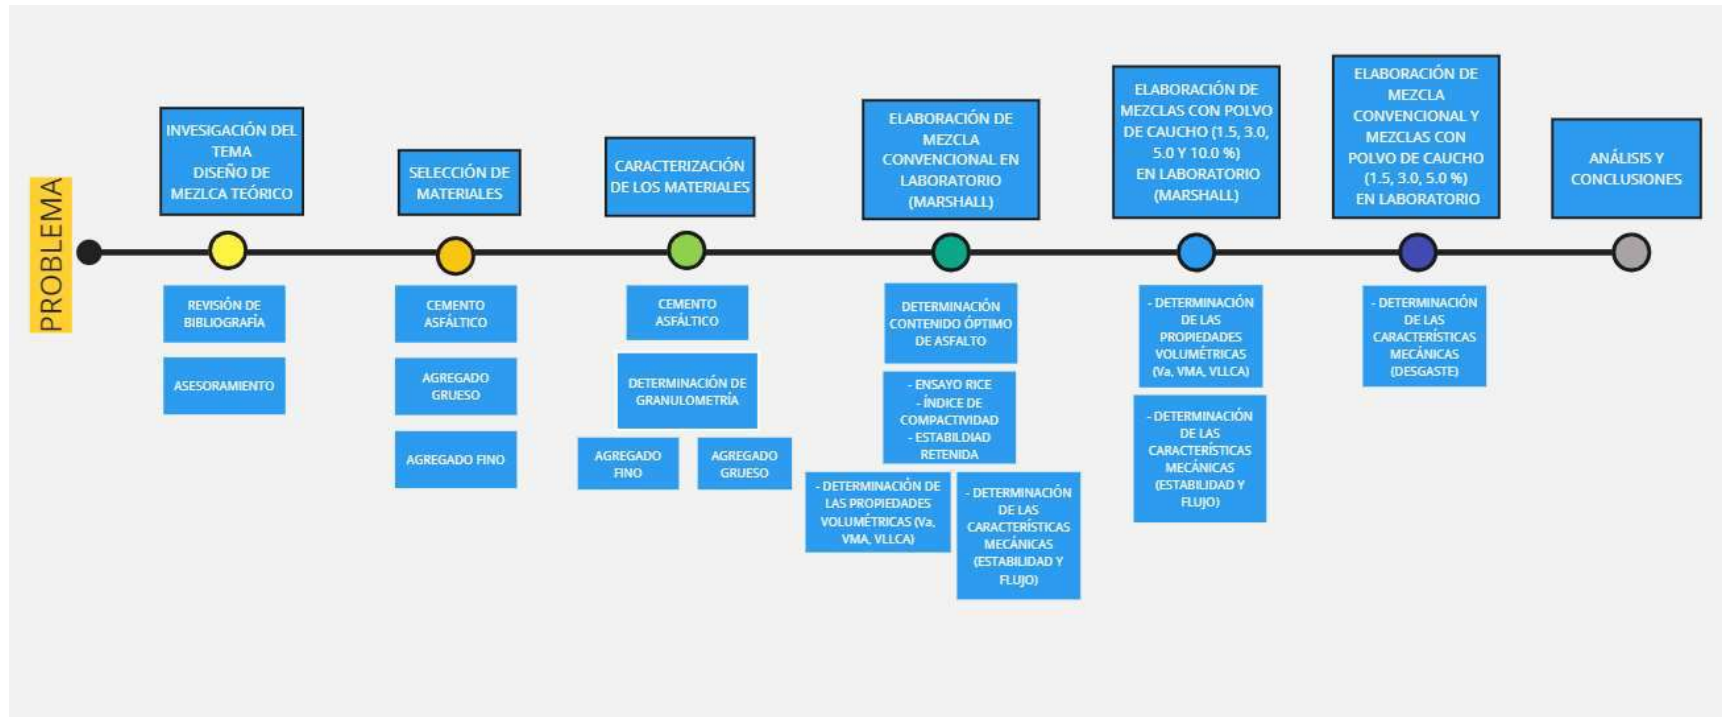 PROBLEMA
INVESIGACIÓN DEL
TEMA
DISEÑO DE
MEZLCA TEÓRICO
REVISIÓN DE
BIBLIOGRAFÍA
ASESORAMIENTO
SELECCIÓN DE
MATERIALES
CEMENTO
ASFÁLTICO
AGREGADO
GRUESO
AGREGADO FINO
CARACTERIZACIÓN
DE LOS MATERIALES
CEMENTO
ASFÁLTICO
DETERMINACIÓN DE
GRANULOMETRÍA
AGREGADO
FINO
AGREGADO
GRUESO
ELABORACIÓN DE
MEZCLA
CONVENCIONAL EN
LABORATORIO
(MARSHALL)
DETERMINACIÓN
CONTENIDO ÓPTIMO
DE ASFALTO
- ENSAYO RICE
- ÍNDICE DE
COMPACTIVIDAD
- ESTABILDIAD
RETENIDA
- DETERMINACIÓN DE
LAS PROPIEDADES
VOLUMÉTRICAS (Va,
VMA, VLLCA)
- DETERMINACIÓN
DE LAS
CARACTERÍSTICAS
MECÁNICAS
(ESTABILIDAD Y
FLUJO)
ELABORACIÓN DE
MEZCLAS CON POLVO
DE CAUCHO (1.5, 3.0,
5.0 Y 10.0 %)
EN LABORATORIO
(MARSHALL)
- DETERMINACIÓN
DE LAS
PROPIEDADES
VOLUMÉTRICAS
(Va, VMA, VLLCA)
- DETERMINACIÓN
DE LAS
CARACTERÍSTICAS
MECÁNICAS
(ESTABILIDAD Y
FLUJO)
ELABORACIÓN DE
MEZCLA
CONVENCIONAL Y
MEZCLAS CON
POLVO DE CAUCHO
(1.5, 3.0, 5.0 %)
EN LABORATORIO
- DETERMINACIÓN
DE LAS
CARACTERÍSTICAS
MECÁNICAS
(DESGASTE)
ANÁLISIS Y
CONCLUSIONES